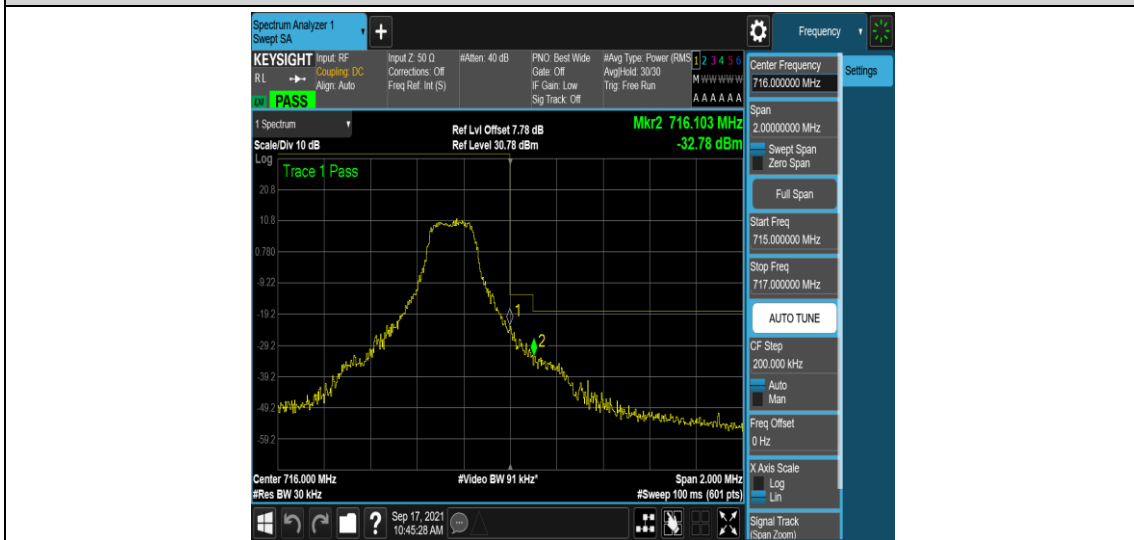 Spectrum Analyzer 1
Swept SA
+
Frequency
KEYSIGHT
RL
LXI
PASS
Input: RF
Coupling: DC
Align: Auto
Input Z: 50 Ω
Corrections: Off
Freq Ref: Int (S)
#Atten: 40 dB
PNO: Best Wide
Gate: Off
IF Gain: Low
Sig Track: Off
#Avg Type: Power (RMS
Avg|Hold: 30/30
Trig: Free Run
1 2 3 4 5 6
M W W W W W
A A A A A A
1 Spectrum
Scale/Div 10 dB
Ref Lvl Offset 7.78 dB
Ref Level 30.78 dBm
Mkr2 716.103 MHz
-32.78 dBm
Log
Trace 1 Pass
20.8
10.8
0.780
-9.22
-19.2
-29.2
-39.2
-49.2
-59.2
1
2
Center 716.000 MHz
#Res BW 30 kHz
#Video BW 91 kHz*
Span 2.000 MHz
#Sweep 100 ms (601 pts)
?
Sep 17, 2021
10:45:28 AM
Center Frequency
716.000000 MHz
Settings
Span
2.00000000 MHz
Swept Span
Zero Span
Full Span
Start Freq
715.000000 MHz
Stop Freq
717.000000 MHz
AUTO TUNE
CF Step
200.000 kHz
Auto
Man
Freq Offset
0 Hz
X Axis Scale
Log
Lin
Signal Track
(Span Zoom)